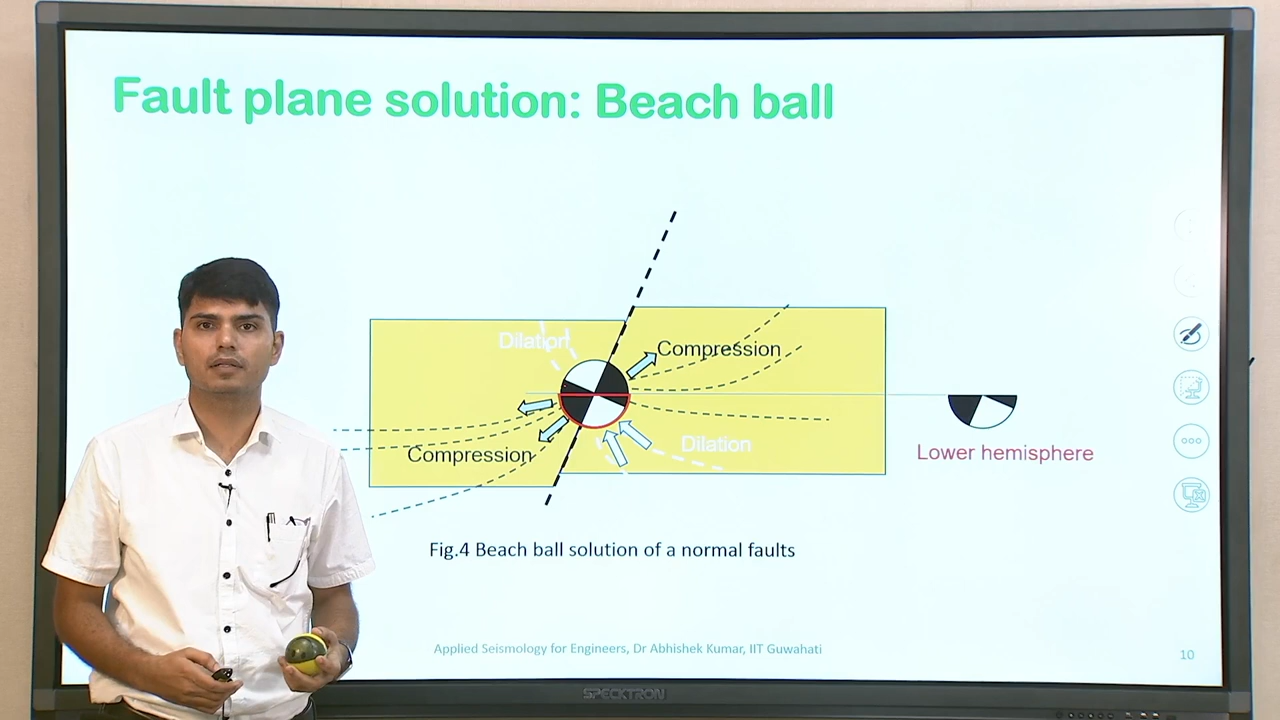 Fault plane solution: Beach ball
Dilation
Compression
Compression
Dilation
Lower hemisphere
Fig.4 Beach ball solution of a normal faults
Applied Seismology for Engineers, Dr Abhishek Kumar, IIT Guwahati
10
SPECKTRON